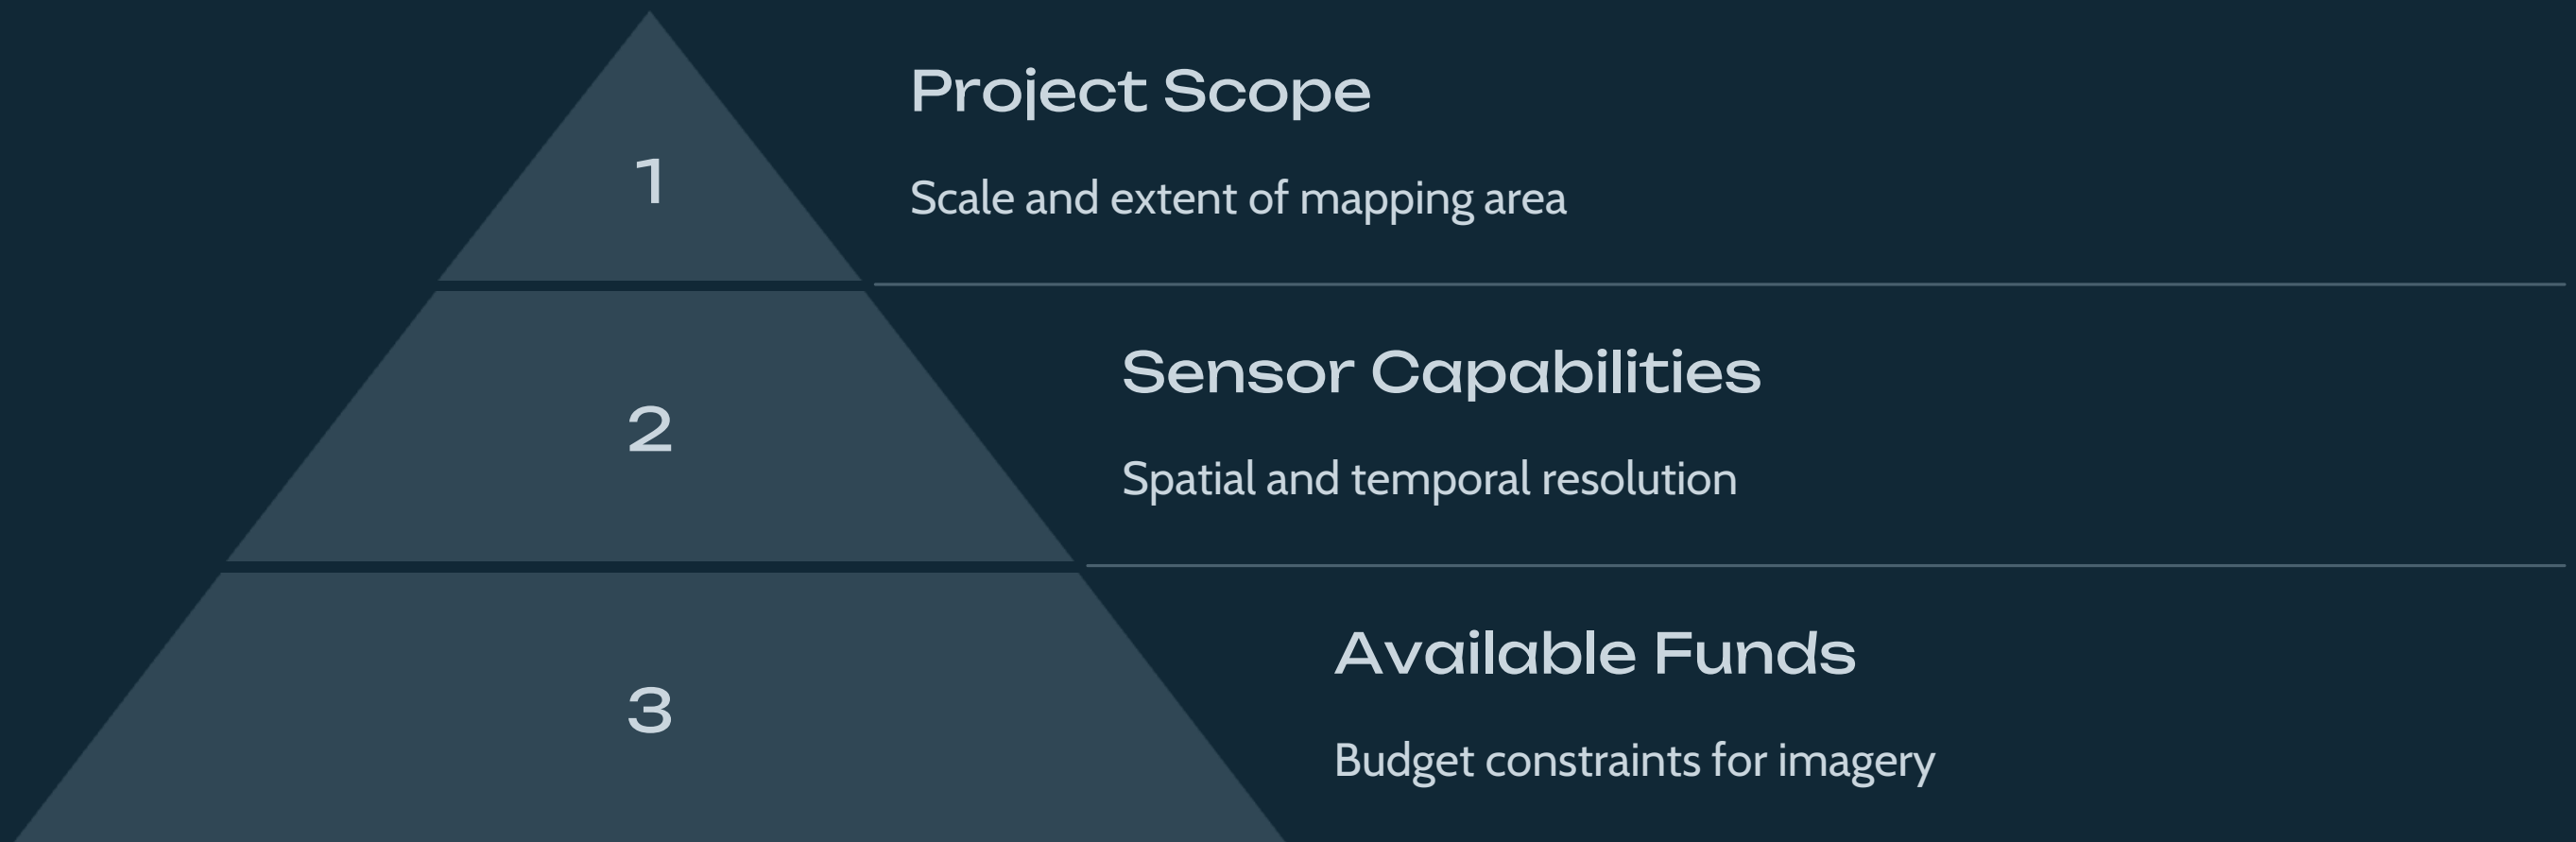 1
Project Scope
Scale and extent of mapping area
2
Sensor Capabilities
Spatial and temporal resolution
3
Available Funds
Budget constraints for imagery